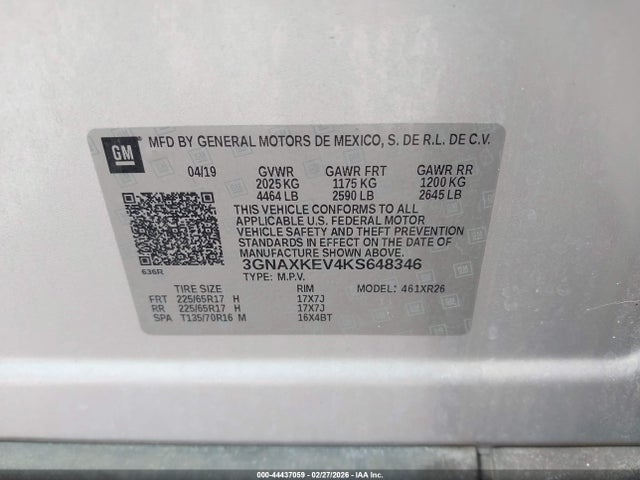 GM
MFD BY GENERAL MOTORS DE MEXICO, S. DE R.L. DE C.V.
04/19 GVWR GAWR FRT GAWR RR
2025 KG 1175 KG 1200 KG
4464 LB 2590 LB 2645 LB
THIS VEHICLE CONFORMS TO ALL
APPLICABLE U.S. FEDERAL MOTOR
VEHICLE SAFETY AND THEFT
PREVENTION STANDARDS IN
EFFECT ON THE DATE OF
MANUFACTURE SHOWN ABOVE.
3GNAXKEV4KS648346
636R TYPE: M.P.V.
TIRE SIZE RIM MODEL: 461XR26
FRT 225/65R17 H 17X7J
RR 225/65R17 H 17X7J
SPA T135/70R16 M 16X4BT
000-44437059 - 02/27/2026 - IAA Inc.